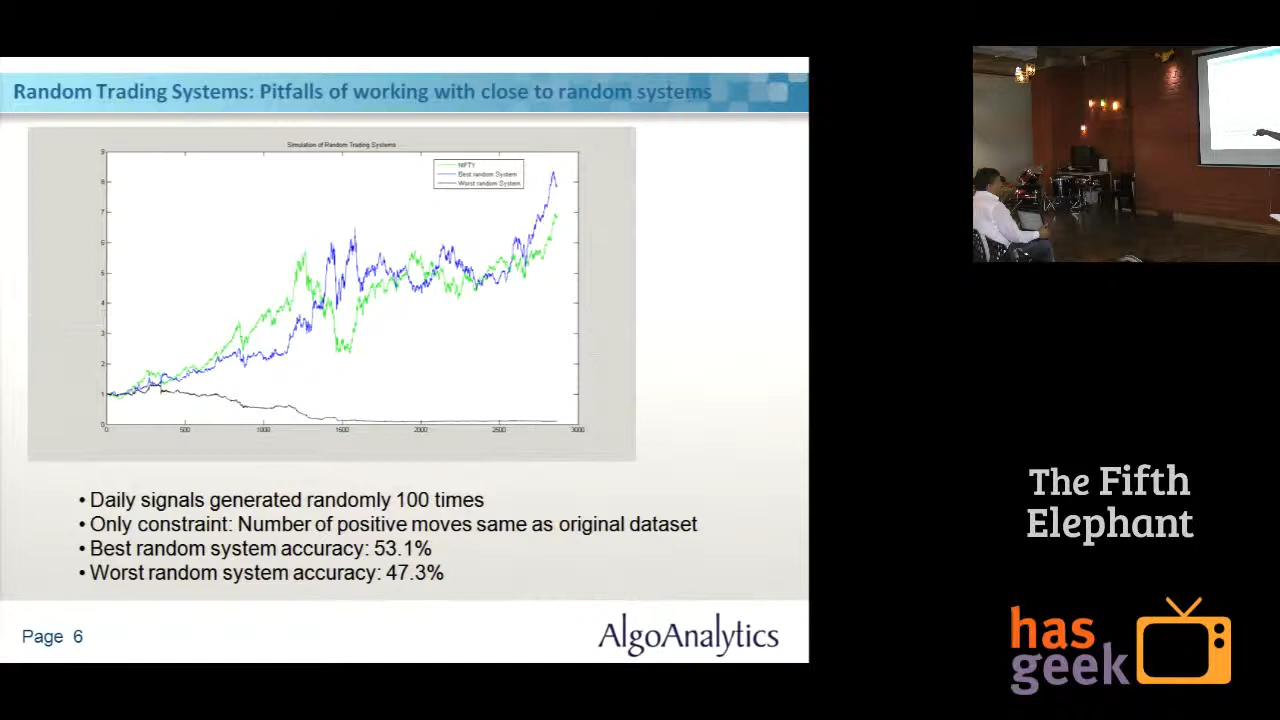 Random Trading Systems: Pitfalls of working with close to random systems
Simulation of Random Trading Systems
NIFTY
Best random System
Worst random System
9
8
7
6
5
4
3
2
1
0
0
500
1000
1500
2000
2500
3000
• Daily signals generated randomly 100 times
• Only constraint: Number of positive moves same as original dataset
• Best random system accuracy: 53.1%
• Worst random system accuracy: 47.3%
Page 6
AlgoAnalytics
The Fifth
Elephant
has
geek